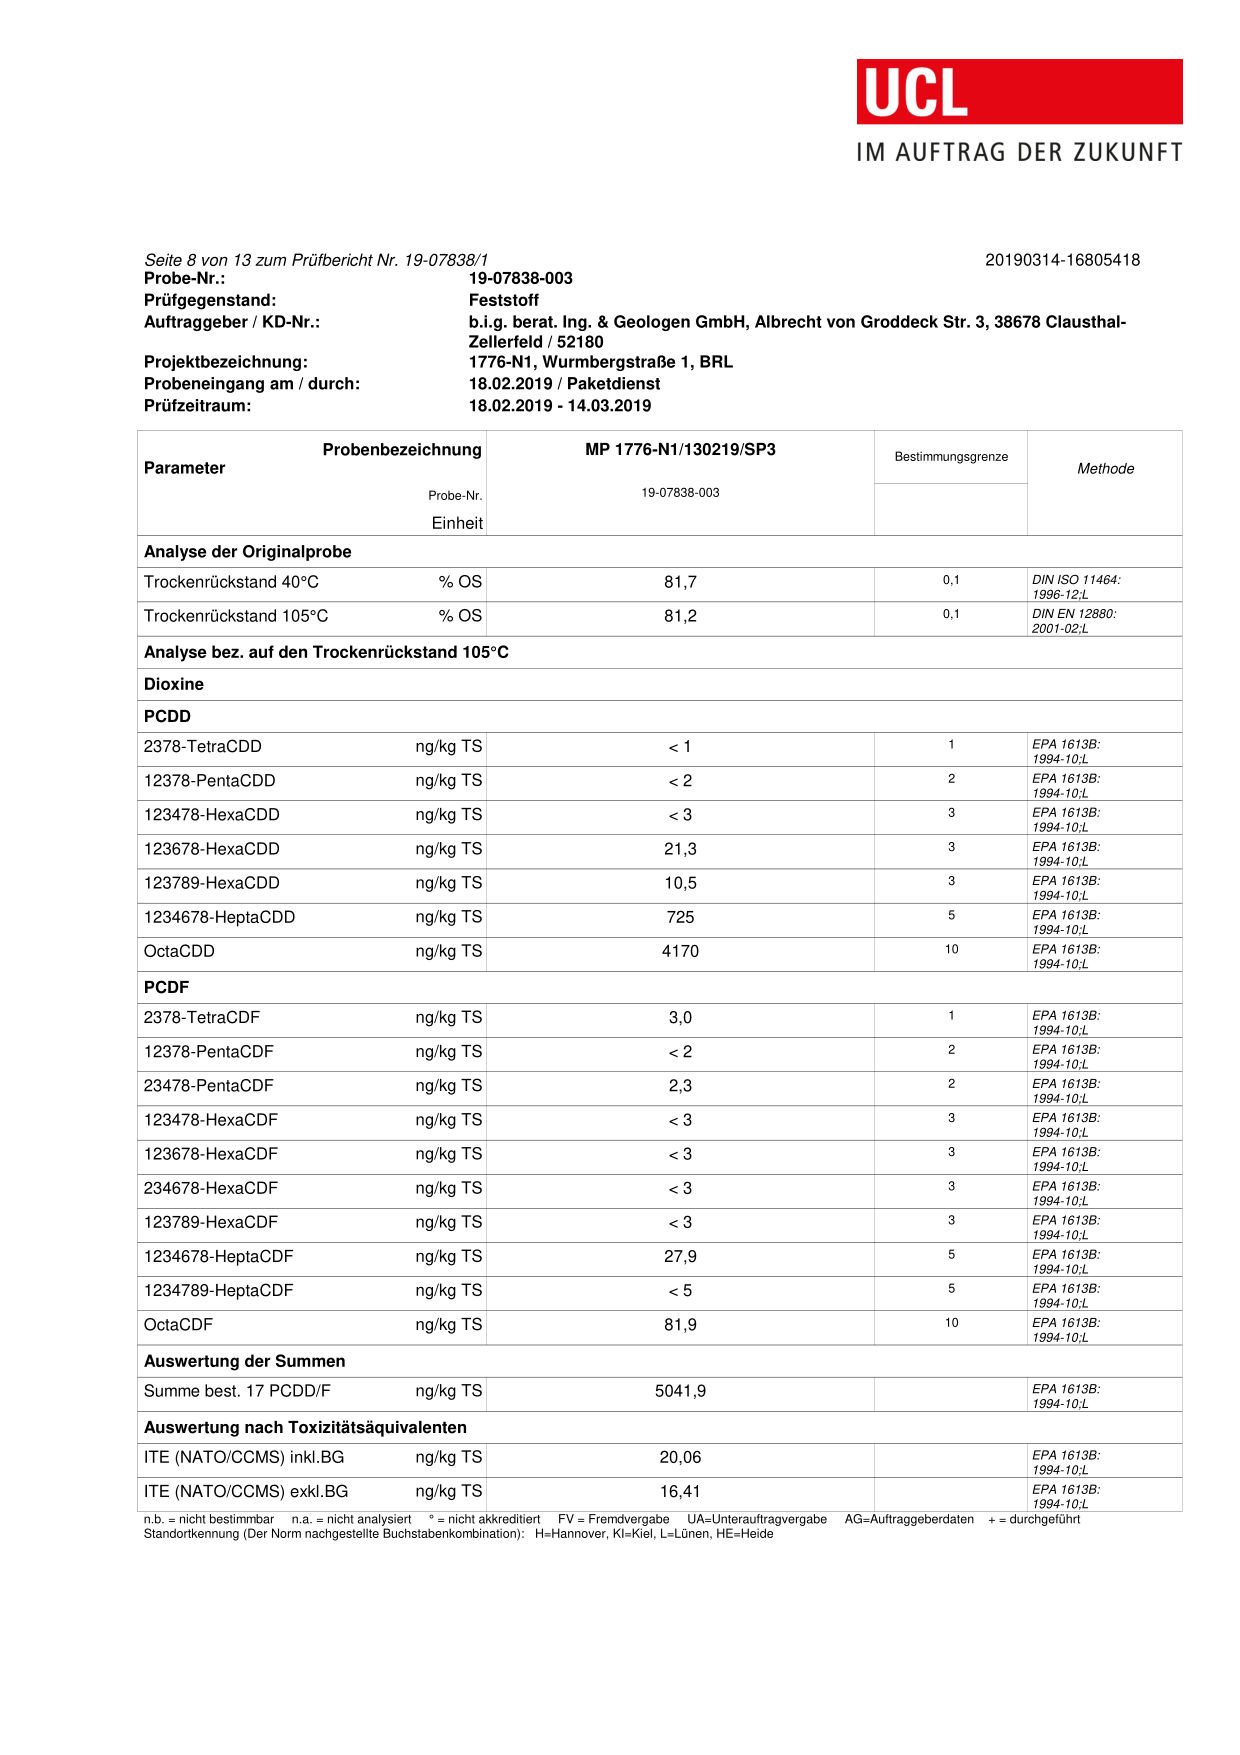 UCL
IM AUFTRAG DER ZUKUNFT
Seite 8 von 13 zum Prüfbericht Nr. 19-07838/1 20190314-16805418
Probe-Nr.: 19-07838-003
Prüfgegenstand: Feststoff
Auftraggeber / KD-Nr.: b.i.g. berat. Ing. & Geologen GmbH, Albrecht von Groddeck Str. 3, 38678 Clausthal-
Zellerfeld / 52180
Projektbezeichnung: 1776-N1, Wurmbergstraße 1, BRL
Probeneingang am / durch: 18.02.2019 / Paketdienst
Prüfzeitraum: 18.02.2019 - 14.03.2019
Probenbezeichnung MP 1776-N1/130219/SP3 Bestimmungsgrenze Methode
Parameter
Probe-Nr. 19-07838-003
Einheit
Analyse der Originalprobe
Trockenrückstand 40°C % OS 81,7 0,1 DIN ISO 11464:
1996-12;L
Trockenrückstand 105°C % OS 81,2 0,1 DIN EN 12880:
2001-02;L
Analyse bez. auf den Trockenrückstand 105°C
Dioxine
PCDD
2378-TetraCDD ng/kg TS < 1 1 EPA 1613B:
1994-10;L
12378-PentaCDD ng/kg TS < 2 2 EPA 1613B:
1994-10;L
123478-HexaCDD ng/kg TS < 3 3 EPA 1613B:
1994-10;L
123678-HexaCDD ng/kg TS 21,3 3 EPA 1613B:
1994-10;L
123789-HexaCDD ng/kg TS 10,5 3 EPA 1613B:
1994-10;L
1234678-HeptaCDD ng/kg TS 725 5 EPA 1613B:
1994-10;L
OctaCDD ng/kg TS 4170 10 EPA 1613B:
1994-10;L
PCDF
2378-TetraCDF ng/kg TS 3,0 1 EPA 1613B:
1994-10;L
12378-PentaCDF ng/kg TS < 2 2 EPA 1613B:
1994-10;L
23478-PentaCDF ng/kg TS 2,3 2 EPA 1613B:
1994-10;L
123478-HexaCDF ng/kg TS < 3 3 EPA 1613B:
1994-10;L
123678-HexaCDF ng/kg TS < 3 3 EPA 1613B:
1994-10;L
234678-HexaCDF ng/kg TS < 3 3 EPA 1613B:
1994-10;L
123789-HexaCDF ng/kg TS < 3 3 EPA 1613B:
1994-10;L
1234678-HeptaCDF ng/kg TS 27,9 5 EPA 1613B:
1994-10;L
1234789-HeptaCDF ng/kg TS < 5 5 EPA 1613B:
1994-10;L
OctaCDF ng/kg TS 81,9 10 EPA 1613B:
1994-10;L
Auswertung der Summen
Summe best. 17 PCDD/F ng/kg TS 5041,9 EPA 1613B:
1994-10;L
Auswertung nach Toxizitätsäquivalenten
ITE (NATO/CCMS) inkl.BG ng/kg TS 20,06 EPA 1613B:
1994-10;L
ITE (NATO/CCMS) exkl.BG ng/kg TS 16,41 EPA 1613B:
1994-10;L
n.b. = nicht bestimmbar n.a. = nicht analysiert ° = nicht akkreditiert FV = Fremdvergabe UA=Unterauftragvergabe AG=Auftraggeberdaten + = durchgeführt
Standortkennung (Der Norm nachgestellte Buchstabenkombination): H=Hannover, KI=Kiel, L=Lünen, HE=Heide